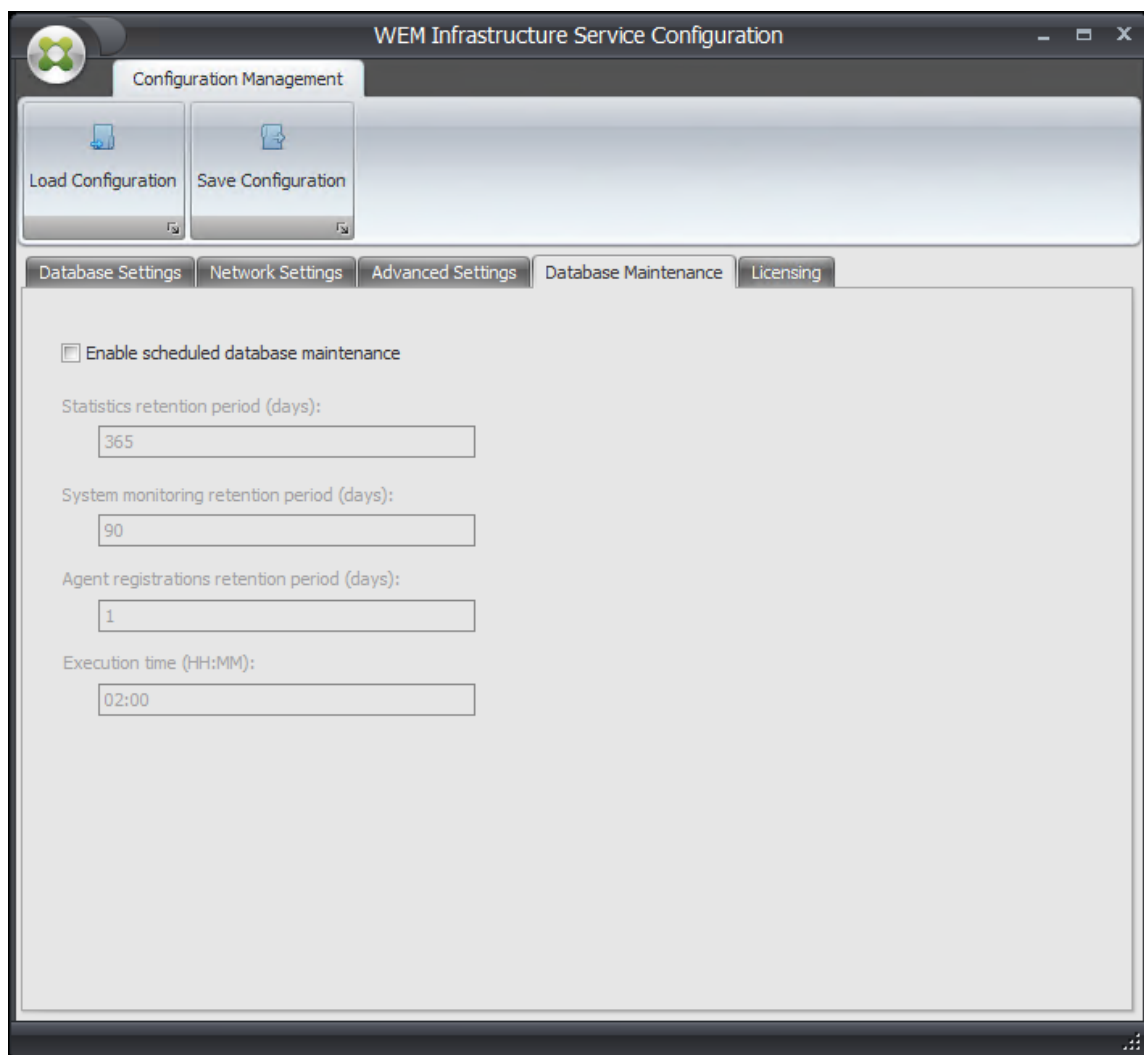 WEM Infrastructure Service Configuration
Configuration Management
Load Configuration
Save Configuration
Database Settings
Network Settings
Advanced Settings
Database Maintenance
Licensing
Enable scheduled database maintenance
Statistics retention period (days):
365
System monitoring retention period (days):
90
Agent registrations retention period (days):
1
Execution time (HH:MM):
02:00